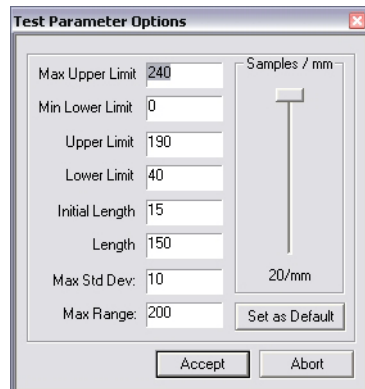 Test Parameter Options
Max Upper Limit 240
Min Lower Limit 0
Upper Limit 190
Lower Limit 40
Initial Length 15
Length 150
Max Std Dev: 10
Max Range: 200
Samples / mm
20/mm
Set as Default
Accept Abort